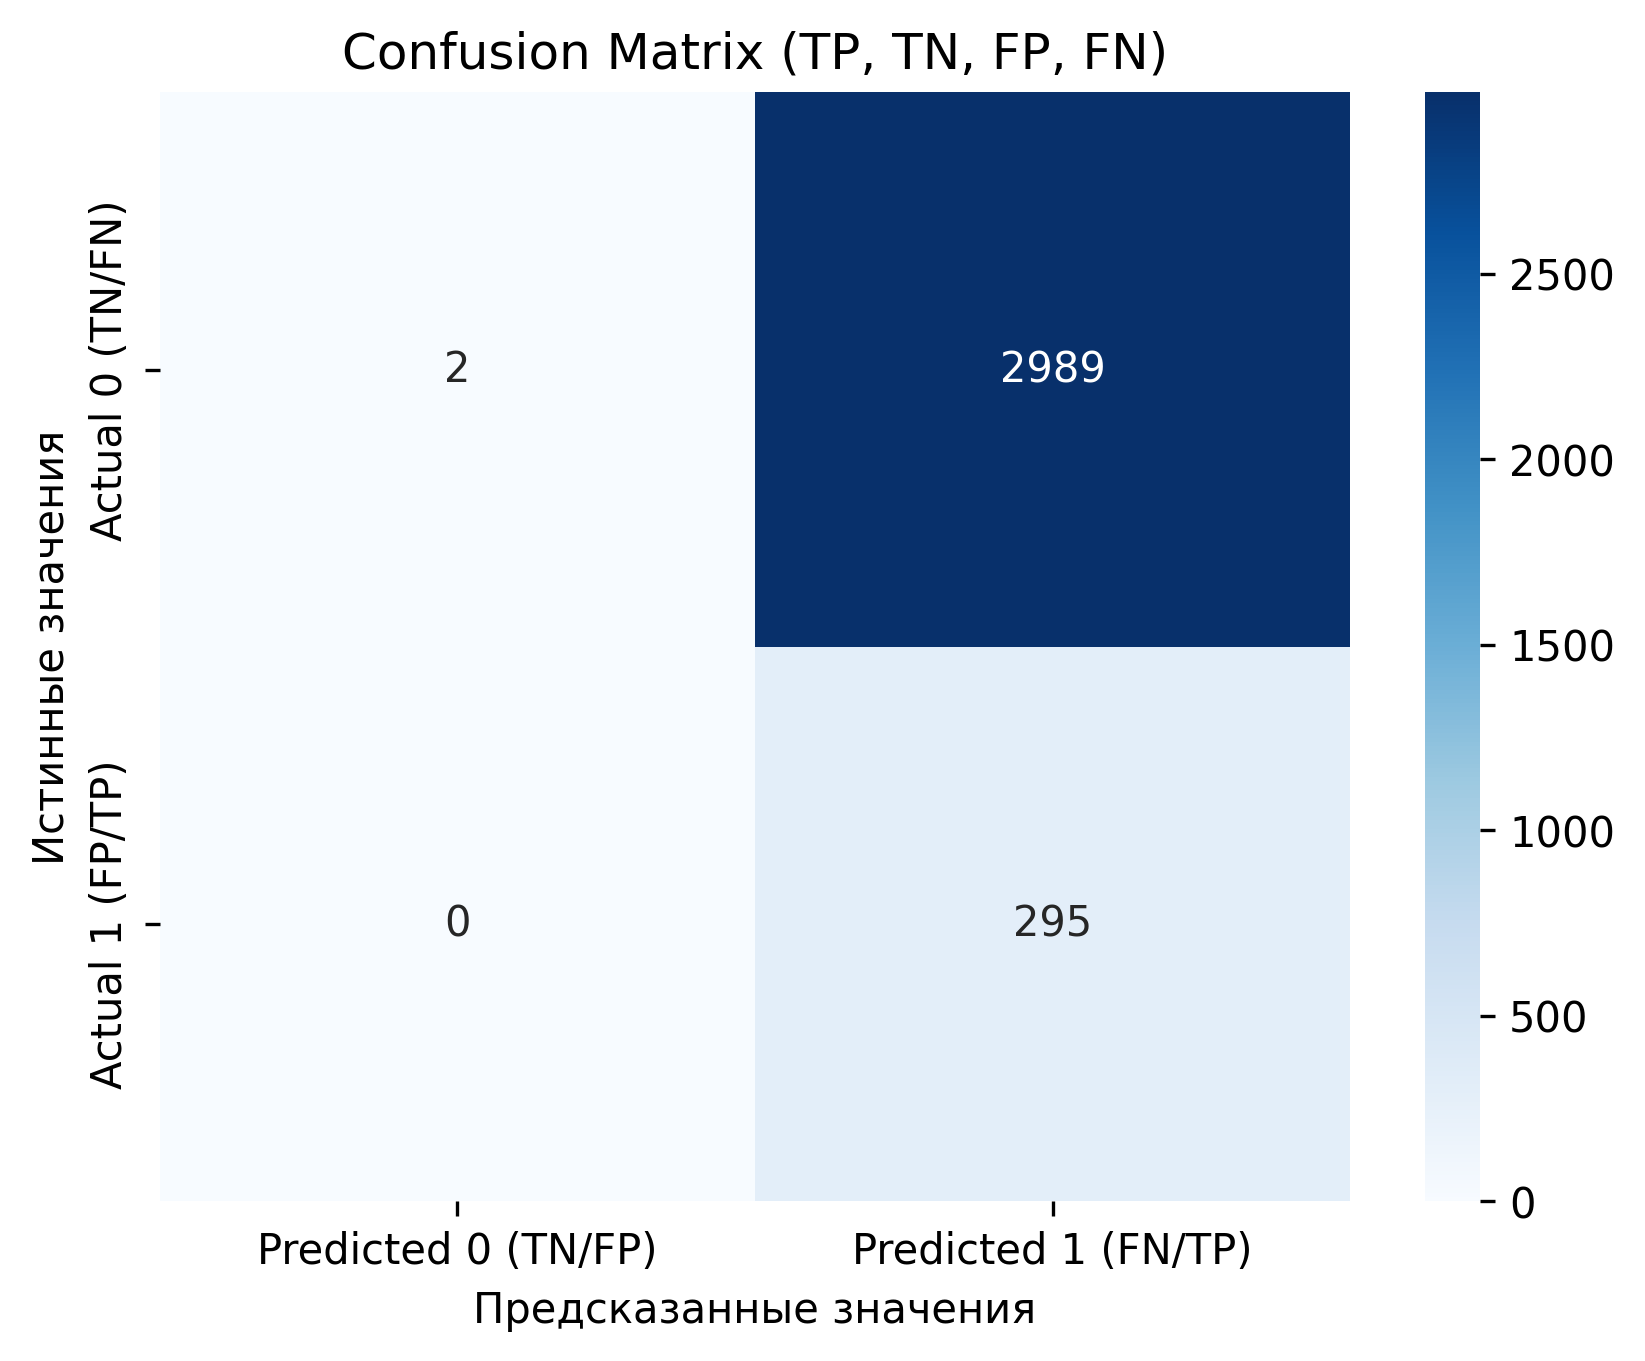 Confusion Matrix (TP, TN, FP, FN)
Истинные значения
Actual 0 (TN/FN)
Actual 1 (FP/TP)
2
2989
0
295
Predicted 0 (TN/FP)
Predicted 1 (FN/TP)
Предсказанные значения
2500
2000
1500
1000
500
0